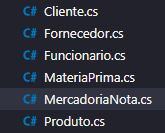 C# Cliente.cs
C# Fornecedor.cs
C# Funcionario.cs
C# MateriaPrima.cs
C# MercadoriaNota.cs
C# Produto.cs